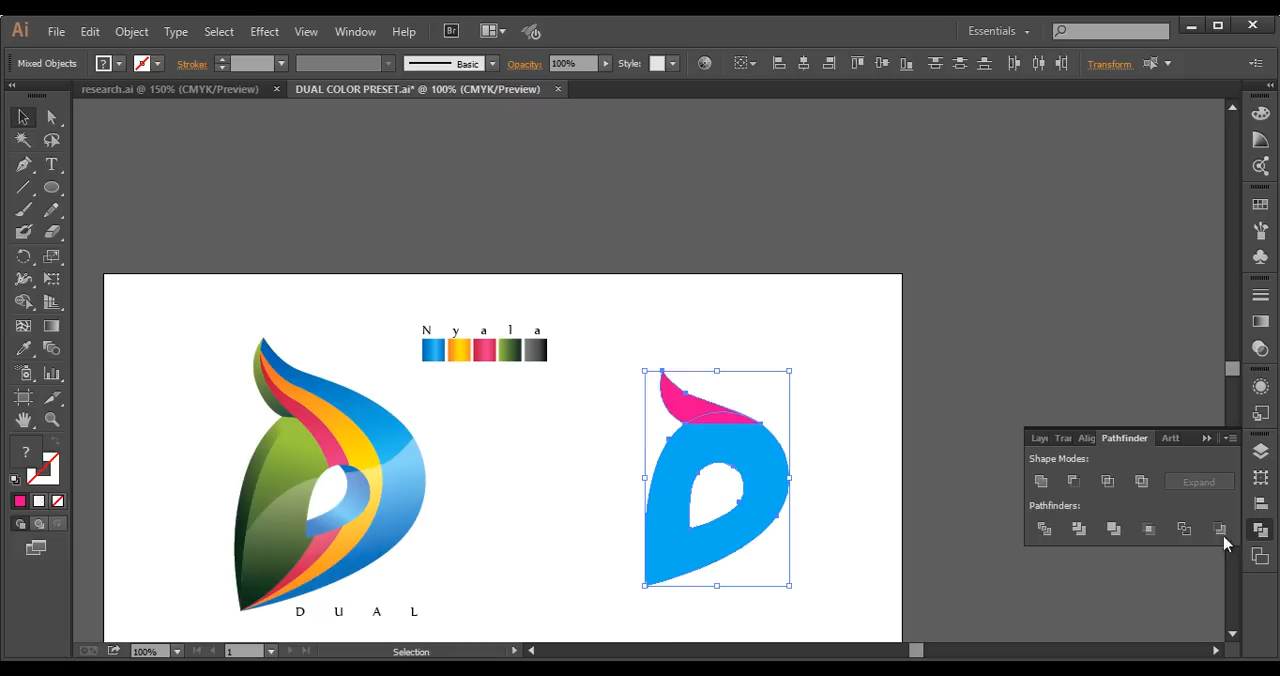 Ai File Edit Object Type Select Effect View Window Help Br Essentials
Mixed Objects ? Stroke: Basic Opacity: 100% Style: Transform
research.ai @ 150% (CMYK/Preview) × DUAL COLOR PRESET.ai* @ 100% (CMYK/Preview) ×
T
N y a l a
Pathfinder
Shape Modes:
?
Expand
Pathfinders:
D U A L
100% 1 Selection